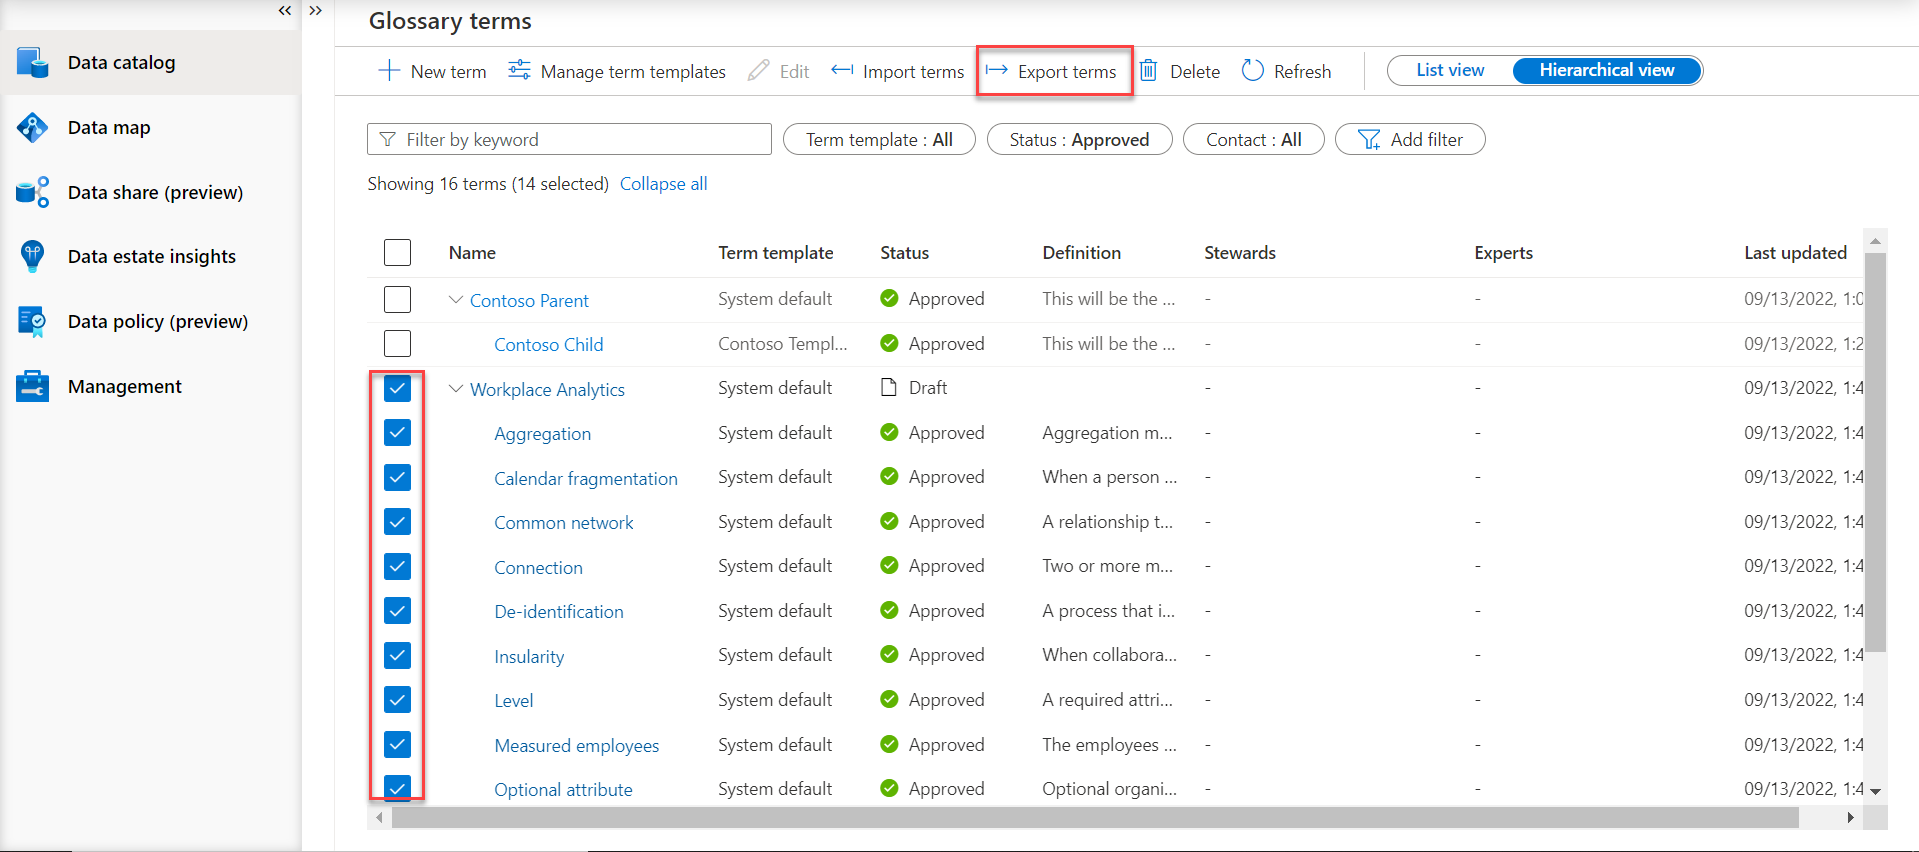 Glossary terms
Data catalog
Data map
Data share (preview)
Data estate insights
Data policy (preview)
Management
New term Manage term templates Edit Import terms Export terms Delete Refresh List view Hierarchical view
Filter by keyword Term template : All Status : Approved Contact : All Add filter
Showing 16 terms (14 selected) Collapse all
Name Term template Status Definition Stewards Experts Last updated
Contoso Parent System default Approved This will be the ... - - 09/13/2022, 1:0
Contoso Child Contoso Templ... Approved This will be the ... - - 09/13/2022, 1:2
Workplace Analytics System default Draft - - 09/13/2022, 1:4
Aggregation System default Approved Aggregation m... - - 09/13/2022, 1:4
Calendar fragmentation System default Approved When a person ... - - 09/13/2022, 1:4
Common network System default Approved A relationship t... - - 09/13/2022, 1:4
Connection System default Approved Two or more m... - - 09/13/2022, 1:4
De-identification System default Approved A process that i... - - 09/13/2022, 1:4
Insularity System default Approved When collabora... - - 09/13/2022, 1:4
Level System default Approved A required attri... - - 09/13/2022, 1:4
Measured employees System default Approved The employees ... - - 09/13/2022, 1:4
Optional attribute System default Approved Optional organi... - - 09/13/2022, 1:4